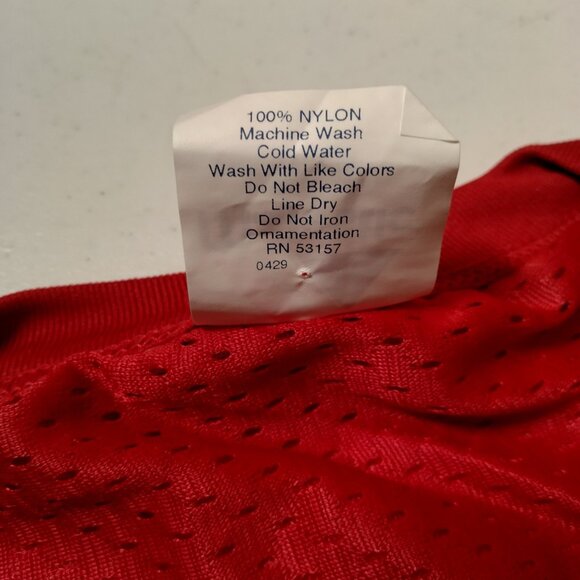 100% NYLON
Machine Wash
Cold Water
Wash With Like Colors
Do Not Bleach
Line Dry
Do Not Iron
Ornamentation
RN 53157
0429